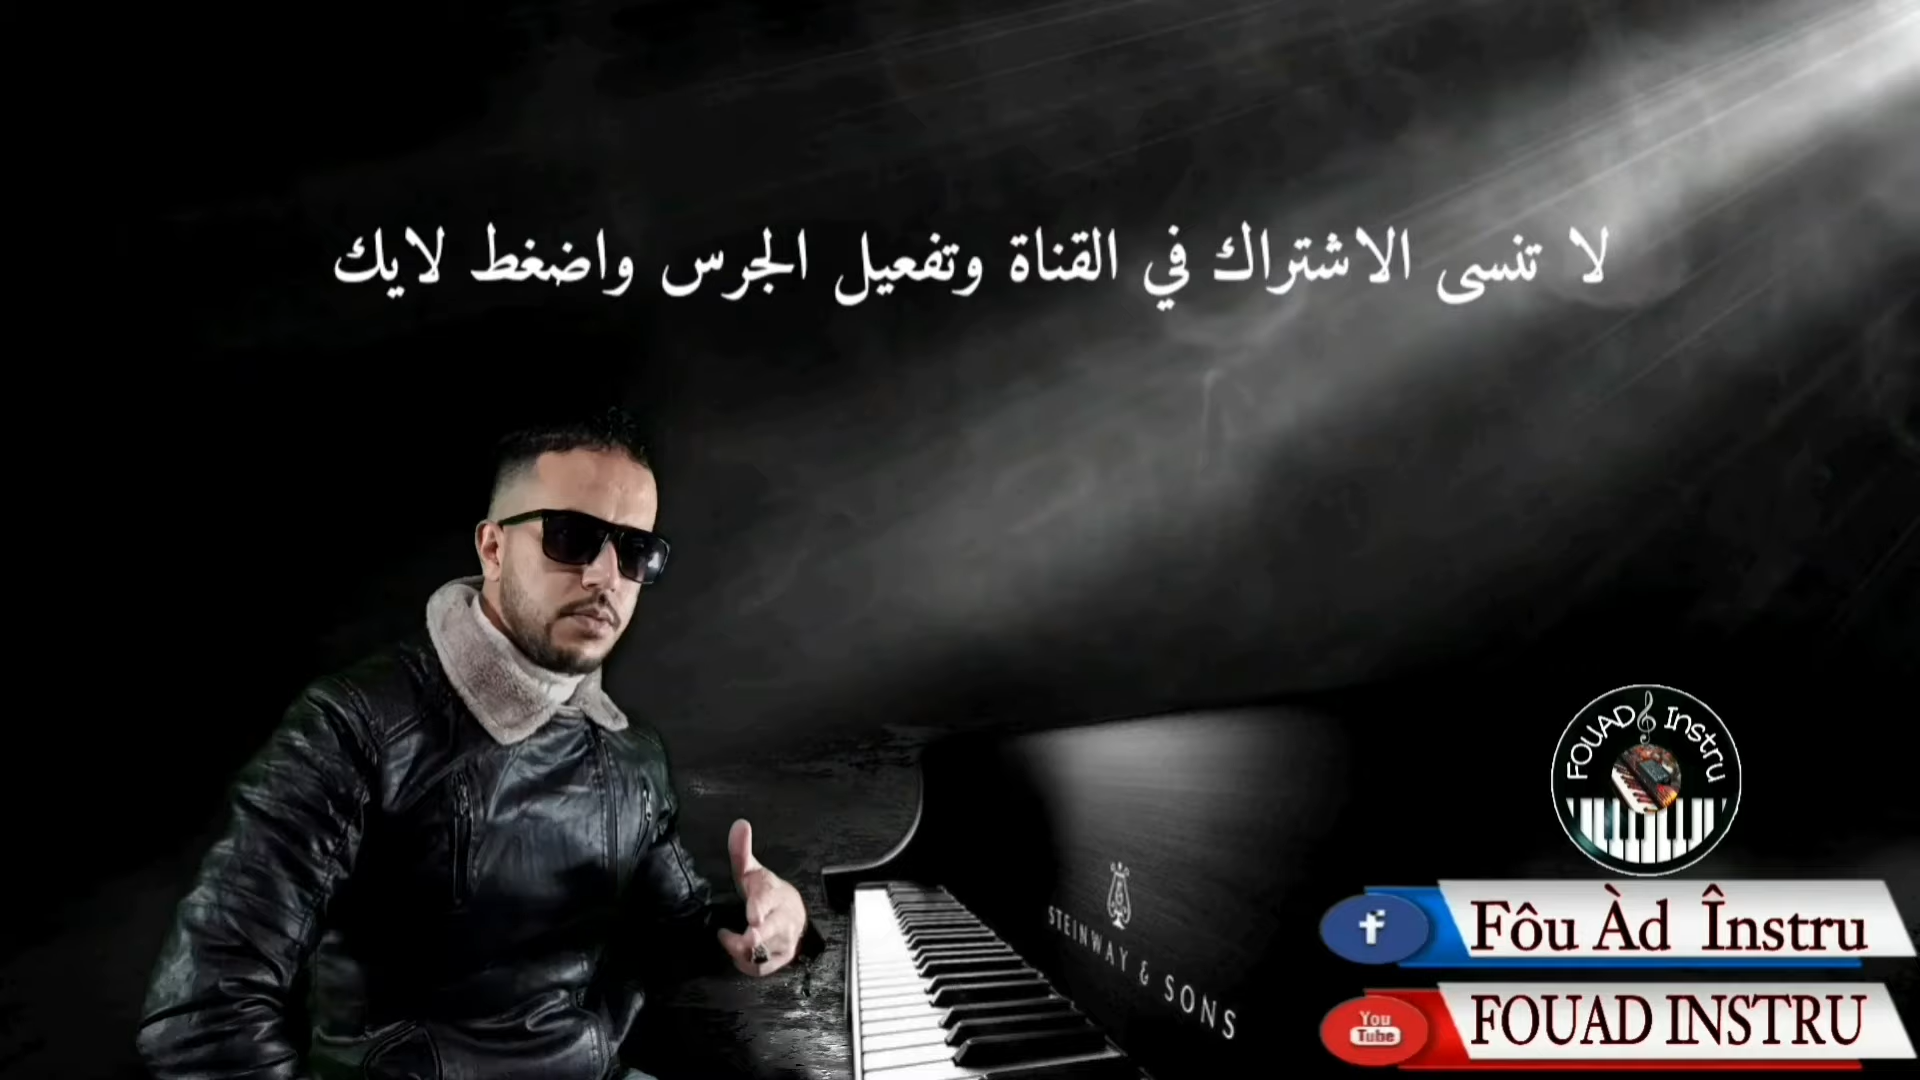 لا تنسى الاشتراك في القناة وتفعيل الجرس واضغط لايك
FOUAD Instru
STEINWAY & SONS
f Fôu Àd Înstru
You Tube FOUAD INSTRU